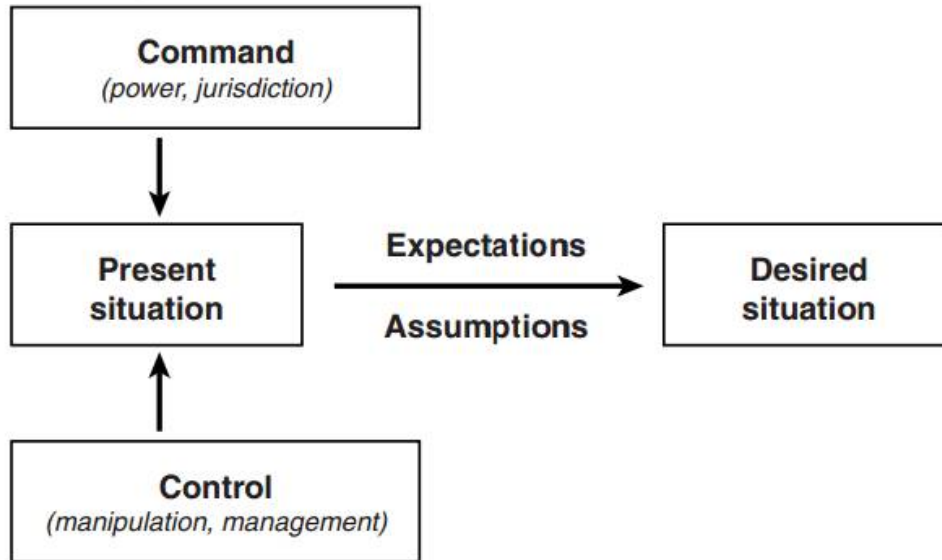 Command
(power, jurisdiction)
Present
situation
Expectations
Assumptions
Desired
situation
Control
(manipulation, management)